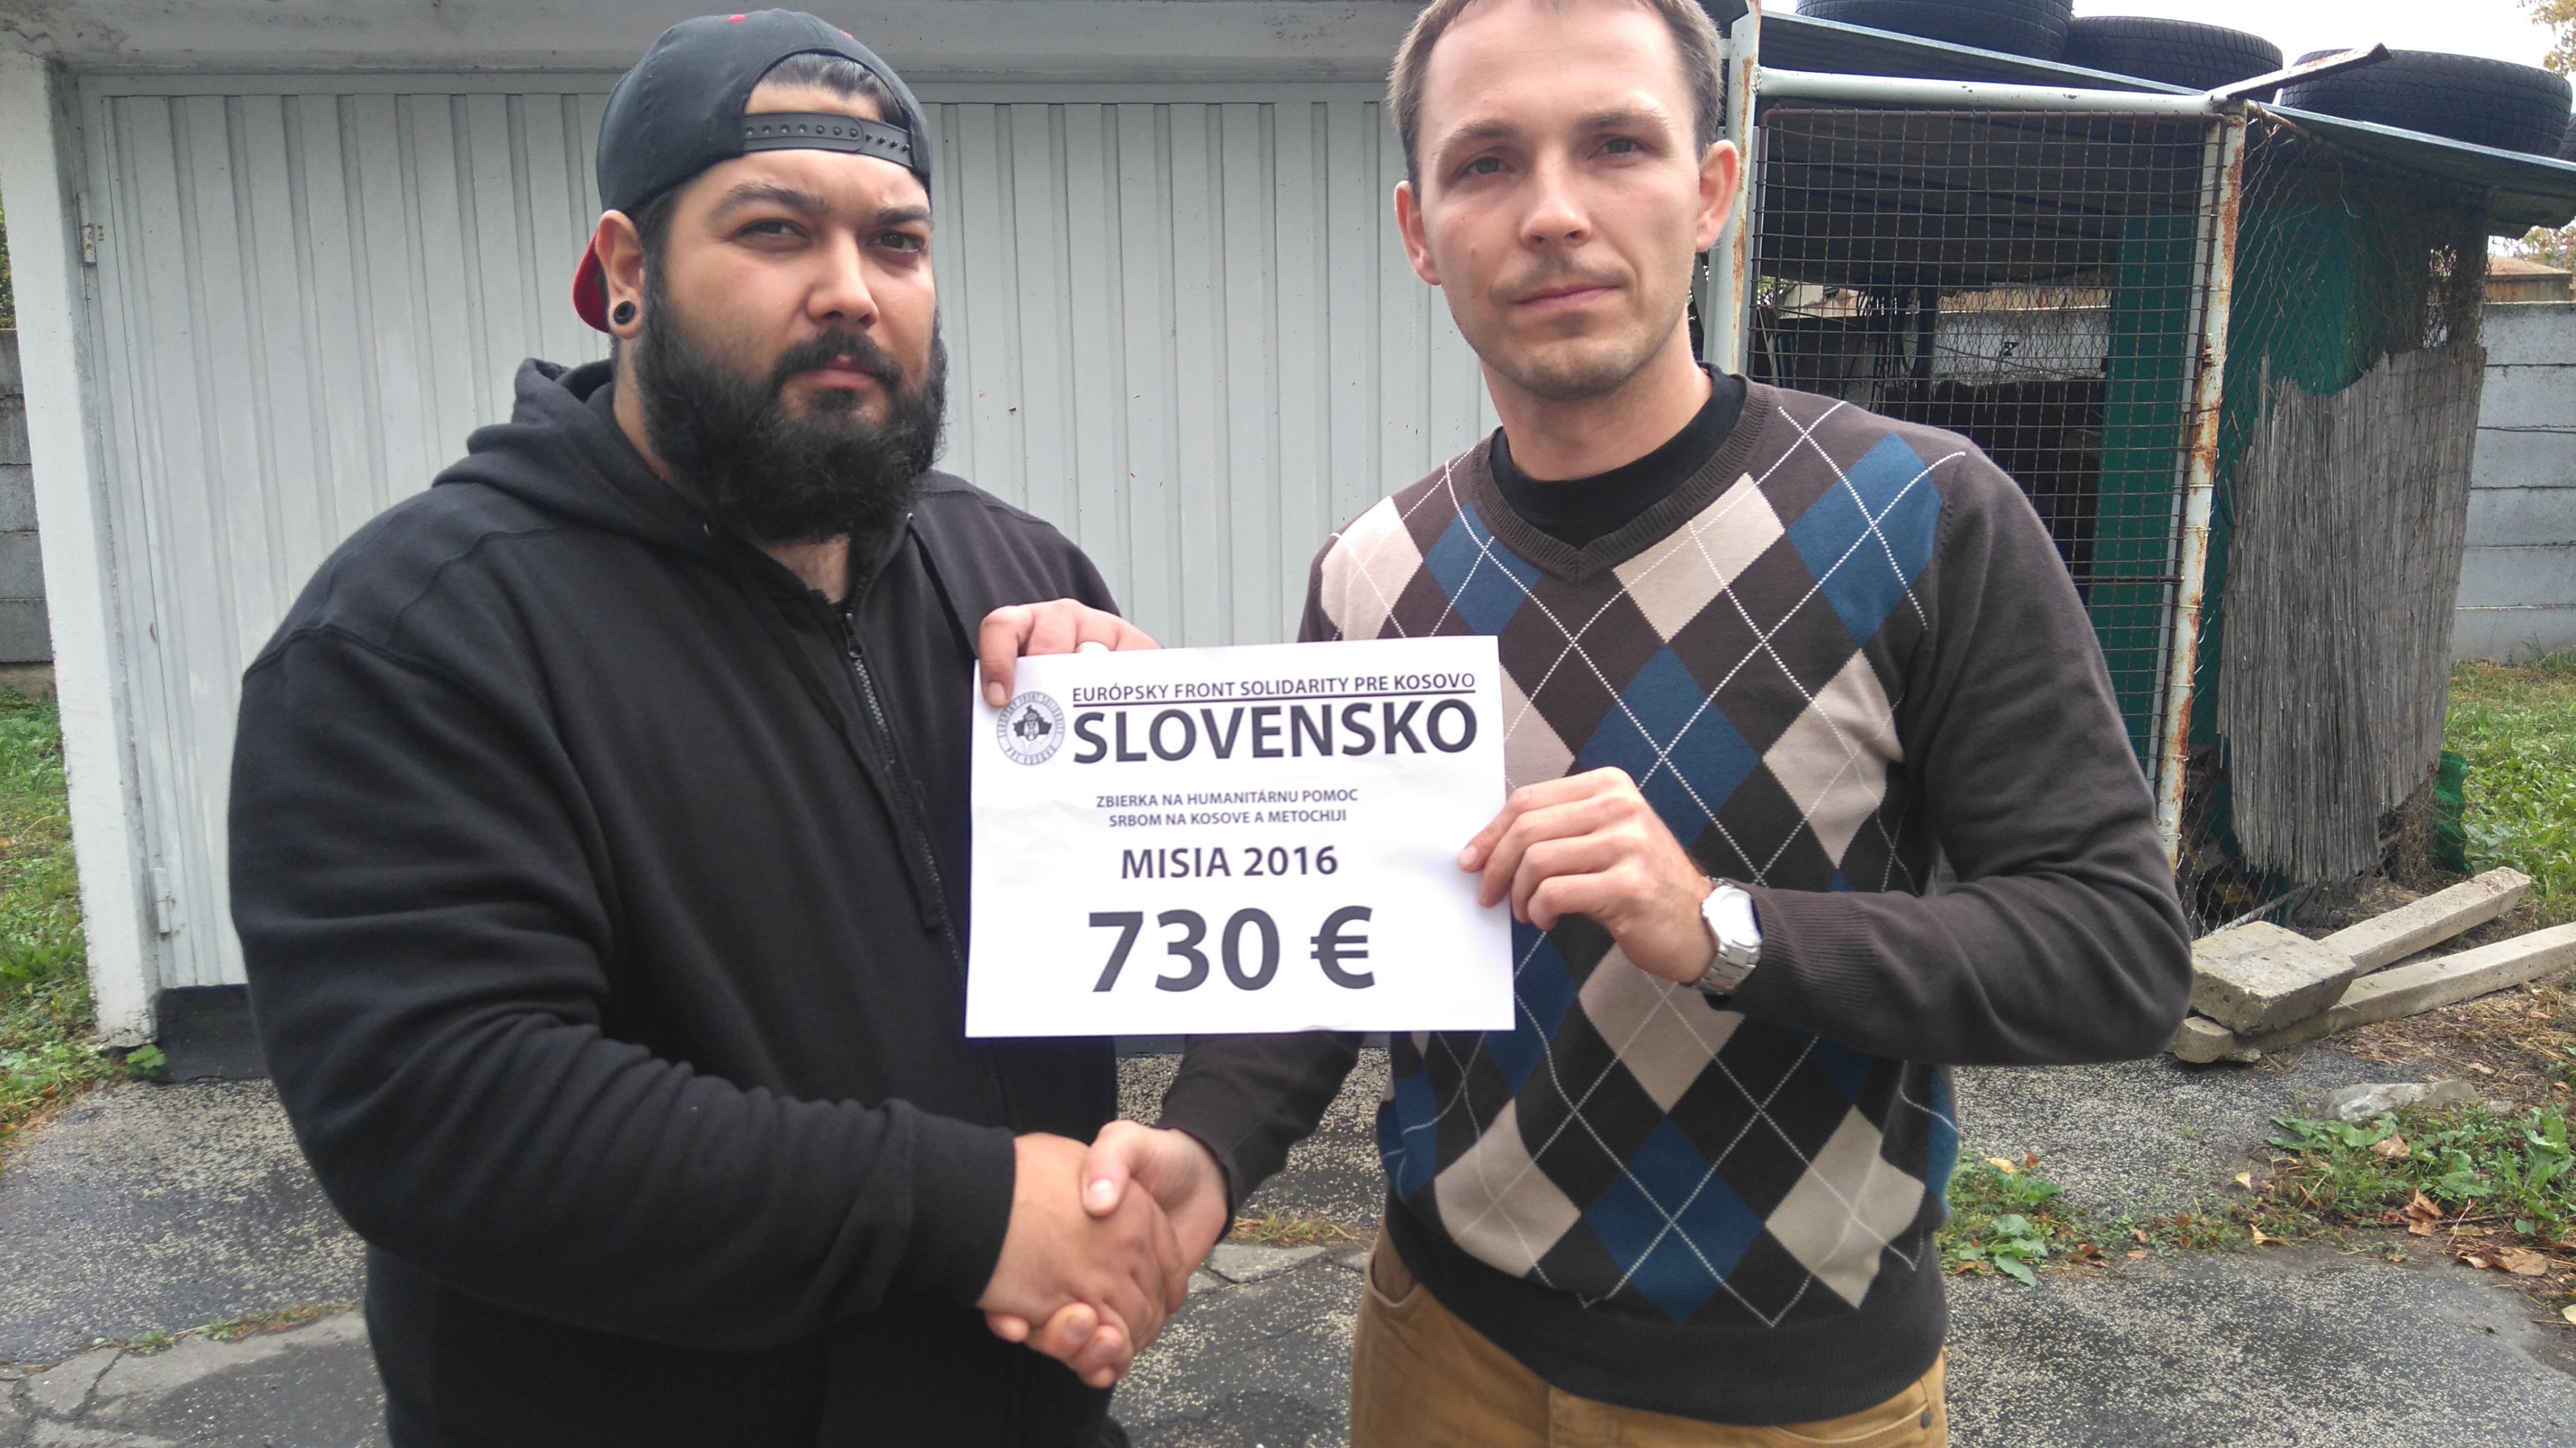 EURÓPSKY FRONT SOLIDARITY PRE KOSOVO
SLOVENSKO
ZBIERKA NA HUMANITÁRNU POMOC
SRBOM NA KOSOVE A METOCHIJI
MISIA 2016
730 €